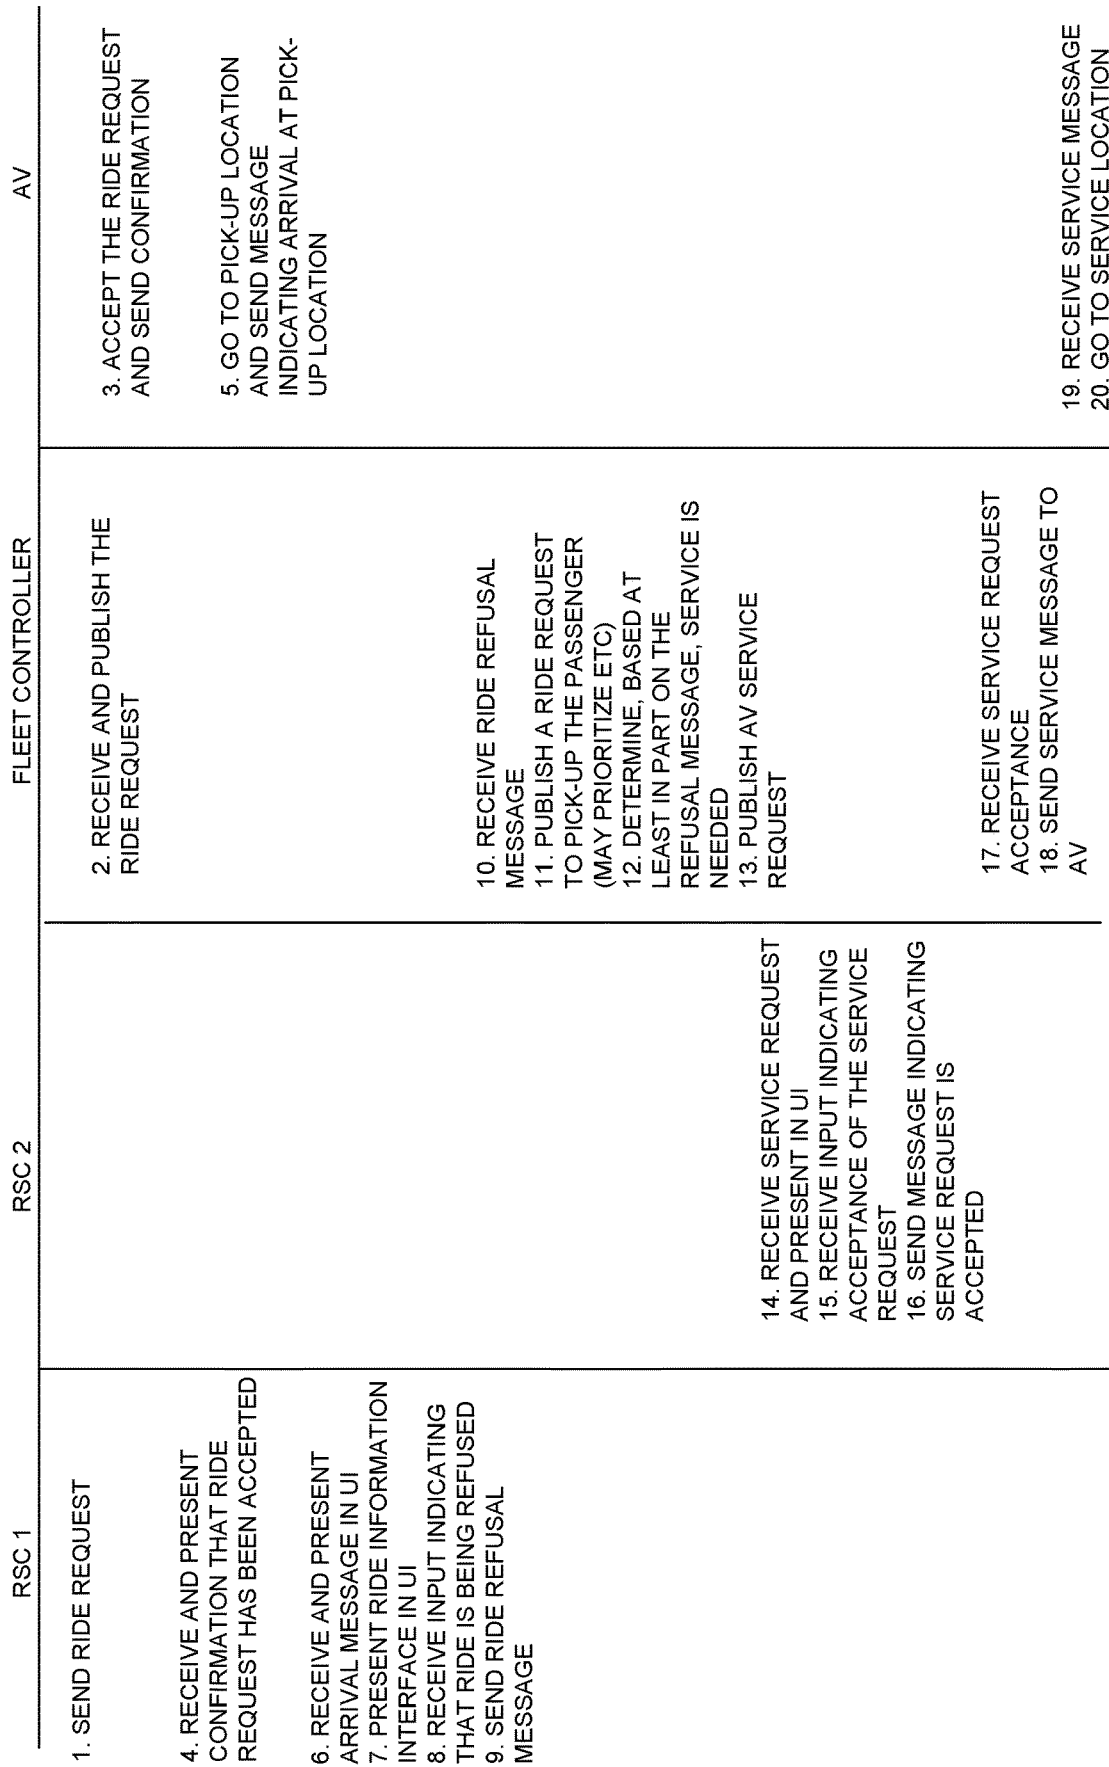 RSC 1
RSC 2
FLEET CONTROLLER
AV
1. SEND RIDE REQUEST
2. RECEIVE AND PUBLISH THE
RIDE REQUEST
3. ACCEPT THE RIDE REQUEST
AND SEND CONFIRMATION
4. RECEIVE AND PRESENT
CONFIRMATION THAT RIDE
REQUEST HAS BEEN ACCEPTED
5. GO TO PICK-UP LOCATION
AND SEND MESSAGE
INDICATING ARRIVAL AT PICK-
UP LOCATION
6. RECEIVE AND PRESENT
ARRIVAL MESSAGE IN UI
7. PRESENT RIDE INFORMATION
INTERFACE IN UI
8. RECEIVE INPUT INDICATING
THAT RIDE IS BEING REFUSED
9. SEND RIDE REFUSAL
MESSAGE
10. RECEIVE RIDE REFUSAL
MESSAGE
11. PUBLISH A RIDE REQUEST
TO PICK-UP THE PASSENGER
(MAY PRIORITIZE ETC)
12. DETERMINE, BASED AT
LEAST IN PART ON THE
REFUSAL MESSAGE, SERVICE IS
NEEDED
13. PUBLISH AV SERVICE
REQUEST
14. RECEIVE SERVICE REQUEST
AND PRESENT IN UI
15. RECEIVE INPUT INDICATING
ACCEPTANCE OF THE SERVICE
REQUEST
16. SEND MESSAGE INDICATING
SERVICE REQUEST IS
ACCEPTED
17. RECEIVE SERVICE REQUEST
ACCEPTANCE
18. SEND SERVICE MESSAGE TO
AV
19. RECEIVE SERVICE MESSAGE
20. GO TO SERVICE LOCATION